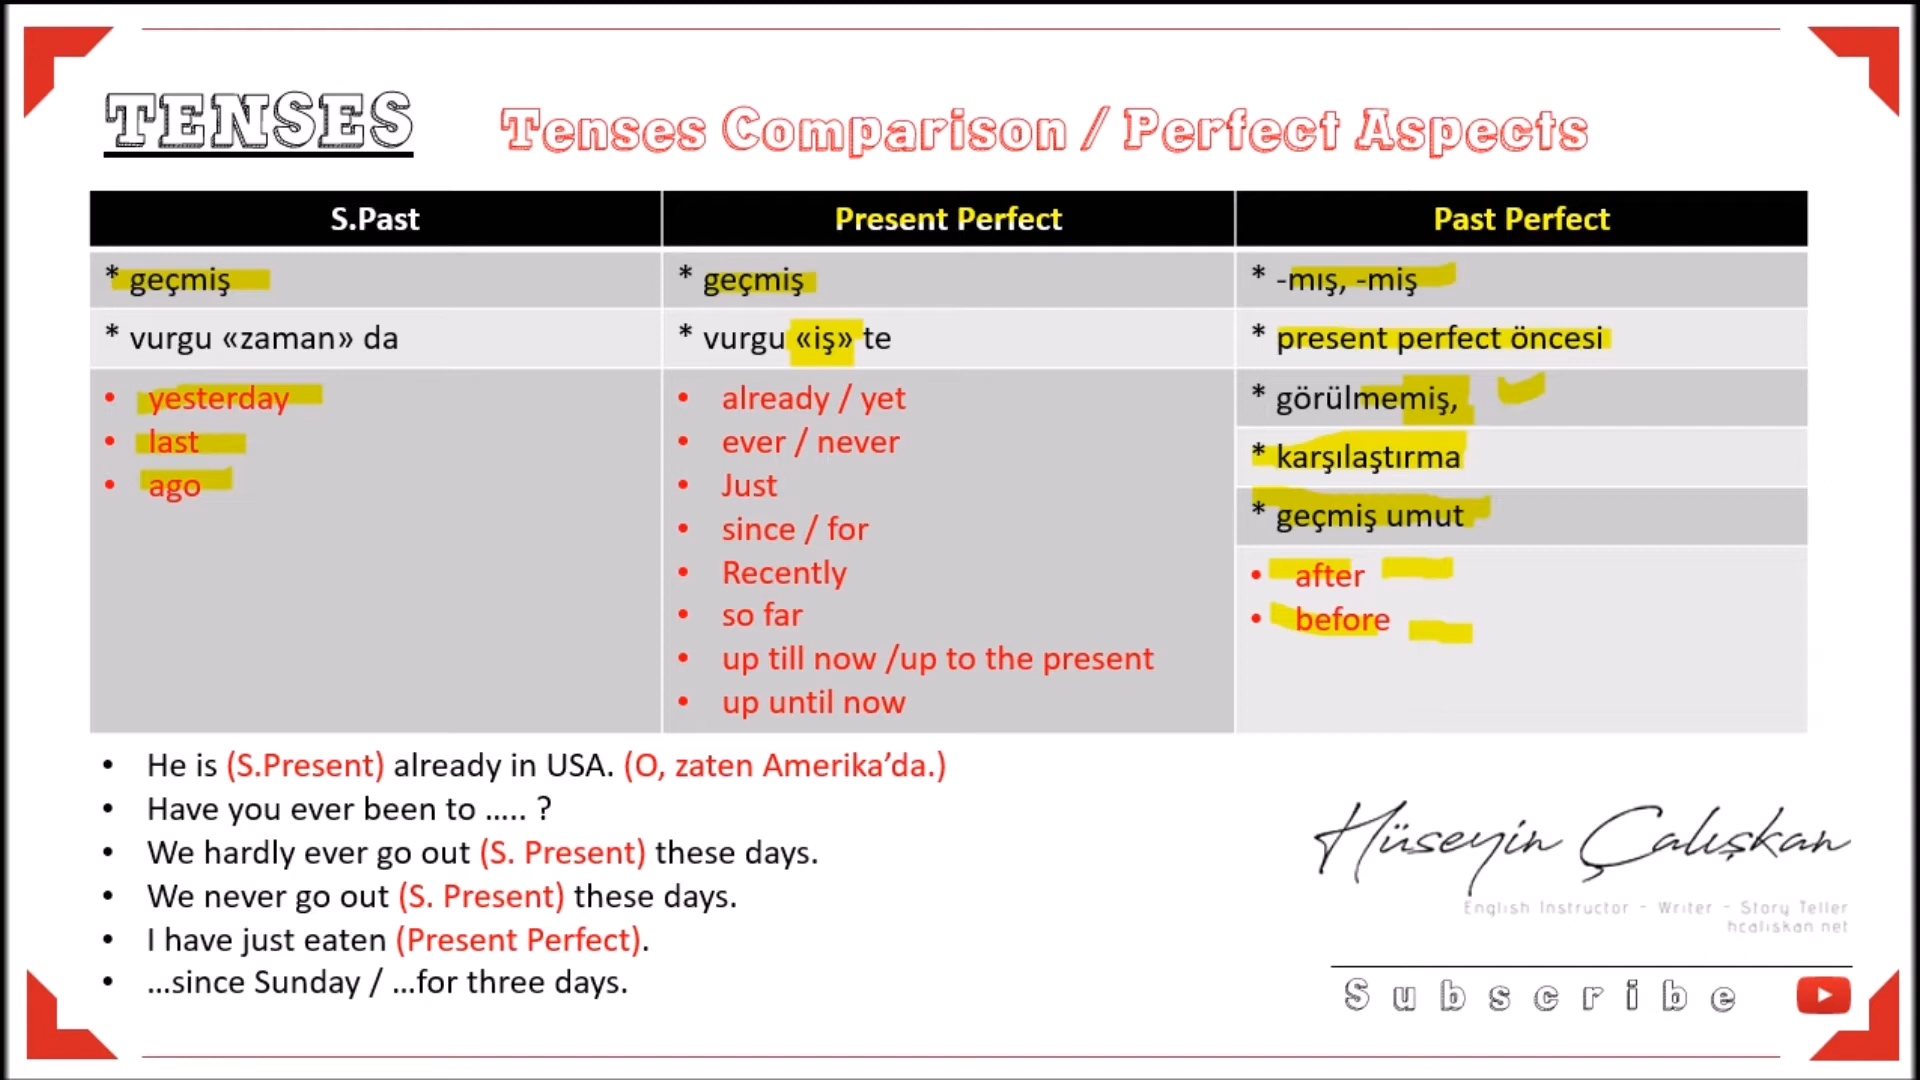 TENSES
Tenses Comparison / Perfect Aspects
S.Past
* geçmiş
* vurgu «zaman» da
• yesterday
• last
• ago
Present Perfect
* geçmiş
* vurgu «iş» te
• already / yet
• ever / never
• Just
• since / for
• Recently
• so far
• up till now /up to the present
• up until now
Past Perfect
* -mış, -miş
* present perfect öncesi
* görülmemiş,
* karşılaştırma
* geçmiş umut
• after
• before
• He is (S.Present) already in USA. (O, zaten Amerika’da.)
• Have you ever been to ….. ?
• We hardly ever go out (S. Present) these days.
• We never go out (S. Present) these days.
• I have just eaten (Present Perfect).
• …since Sunday / …for three days.
Hüseyin Çalışkan
English Instructor - Writer - Story Teller
hcaliskan.net
Subscribe